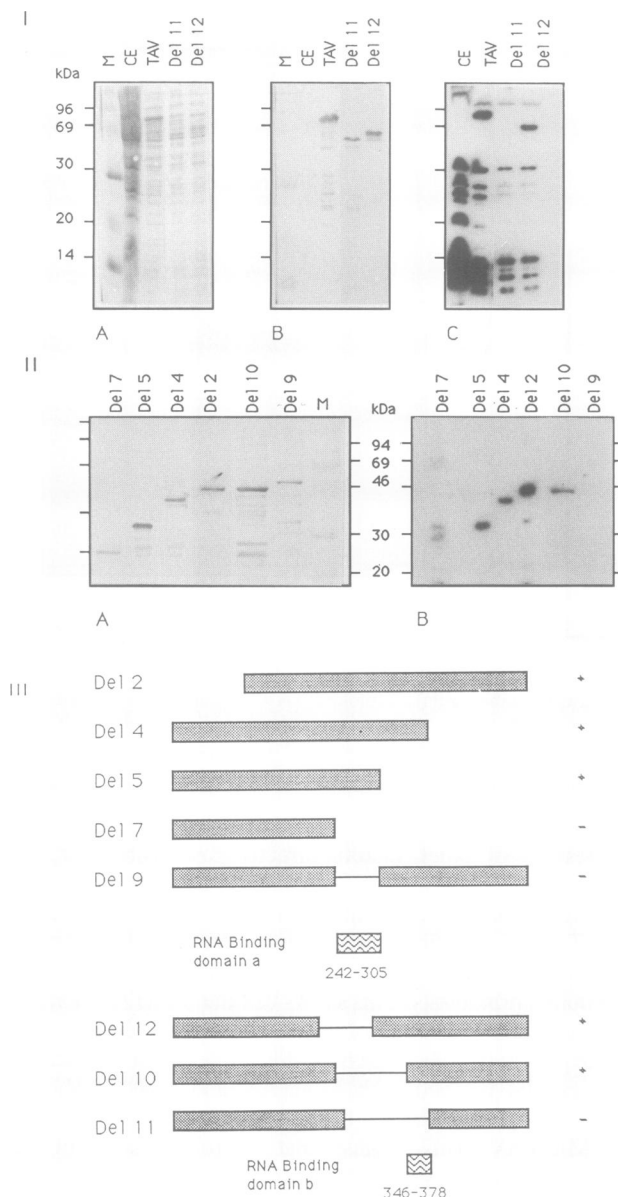 I
M CE TAV Del 11 Del 12
M CE TAV Del 11 Del 12
CE TAV Del 11 Del 12
kDa
96
69
30
20
14
A B C
II
Del 7 Del 5 Del 4 Del 2 Del 10 Del 9 M
kDa
Del 7 Del 5 Del 4 Del 2 Del 10 Del 9
94
69
46
30
20
A B
III
Del 2 +
Del 4 +
Del 5 +
Del 7 -
Del 9 -
RNA Binding
domain a
242-305
Del 12 +
Del 10 +
Del 11 -
RNA Binding
domain b
346-378